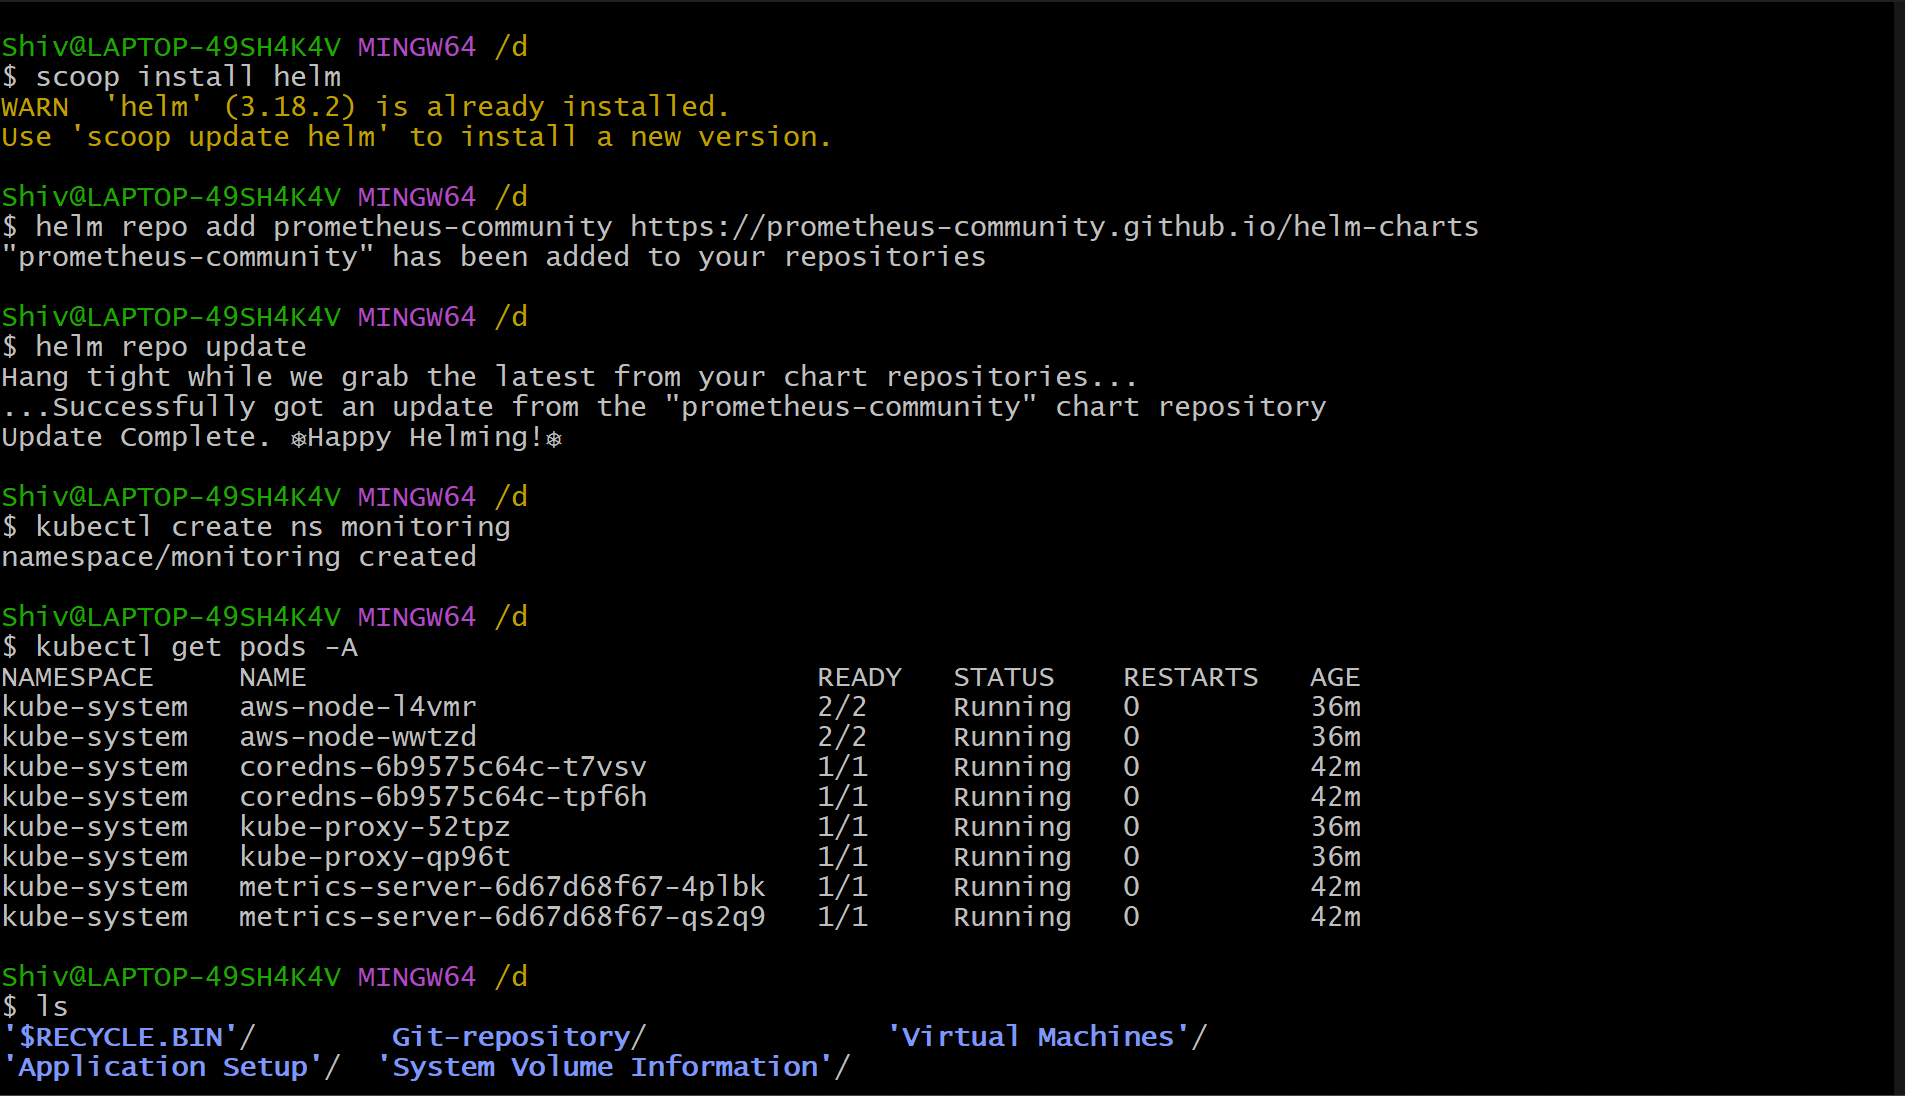 Shiv@LAPTOP-49SH4K4V MINGW64 /d
$ scoop install helm
WARN  'helm' (3.18.2) is already installed.
Use 'scoop update helm' to install a new version.

Shiv@LAPTOP-49SH4K4V MINGW64 /d
$ helm repo add prometheus-community https://prometheus-community.github.io/helm-charts
"prometheus-community" has been added to your repositories

Shiv@LAPTOP-49SH4K4V MINGW64 /d
$ helm repo update
Hang tight while we grab the latest from your chart repositories...
...Successfully got an update from the "prometheus-community" chart repository
Update Complete. ⎈Happy Helming!⎈

Shiv@LAPTOP-49SH4K4V MINGW64 /d
$ kubectl create ns monitoring
namespace/monitoring created

Shiv@LAPTOP-49SH4K4V MINGW64 /d
$ kubectl get pods -A
NAMESPACE     NAME                              READY   STATUS    RESTARTS   AGE
kube-system   aws-node-l4vmr                    2/2     Running   0          36m
kube-system   aws-node-wwtzd                    2/2     Running   0          36m
kube-system   coredns-6b9575c64c-t7vsv          1/1     Running   0          42m
kube-system   coredns-6b9575c64c-tpf6h          1/1     Running   0          42m
kube-system   kube-proxy-52tpz                  1/1     Running   0          36m
kube-system   kube-proxy-qp96t                  1/1     Running   0          36m
kube-system   metrics-server-6d67d68f67-4plbk   1/1     Running   0          42m
kube-system   metrics-server-6d67d68f67-qs2q9   1/1     Running   0          42m

Shiv@LAPTOP-49SH4K4V MINGW64 /d
$ ls
'$RECYCLE.BIN'/        Git-repository/              'Virtual Machines'/
'Application Setup'/  'System Volume Information'/